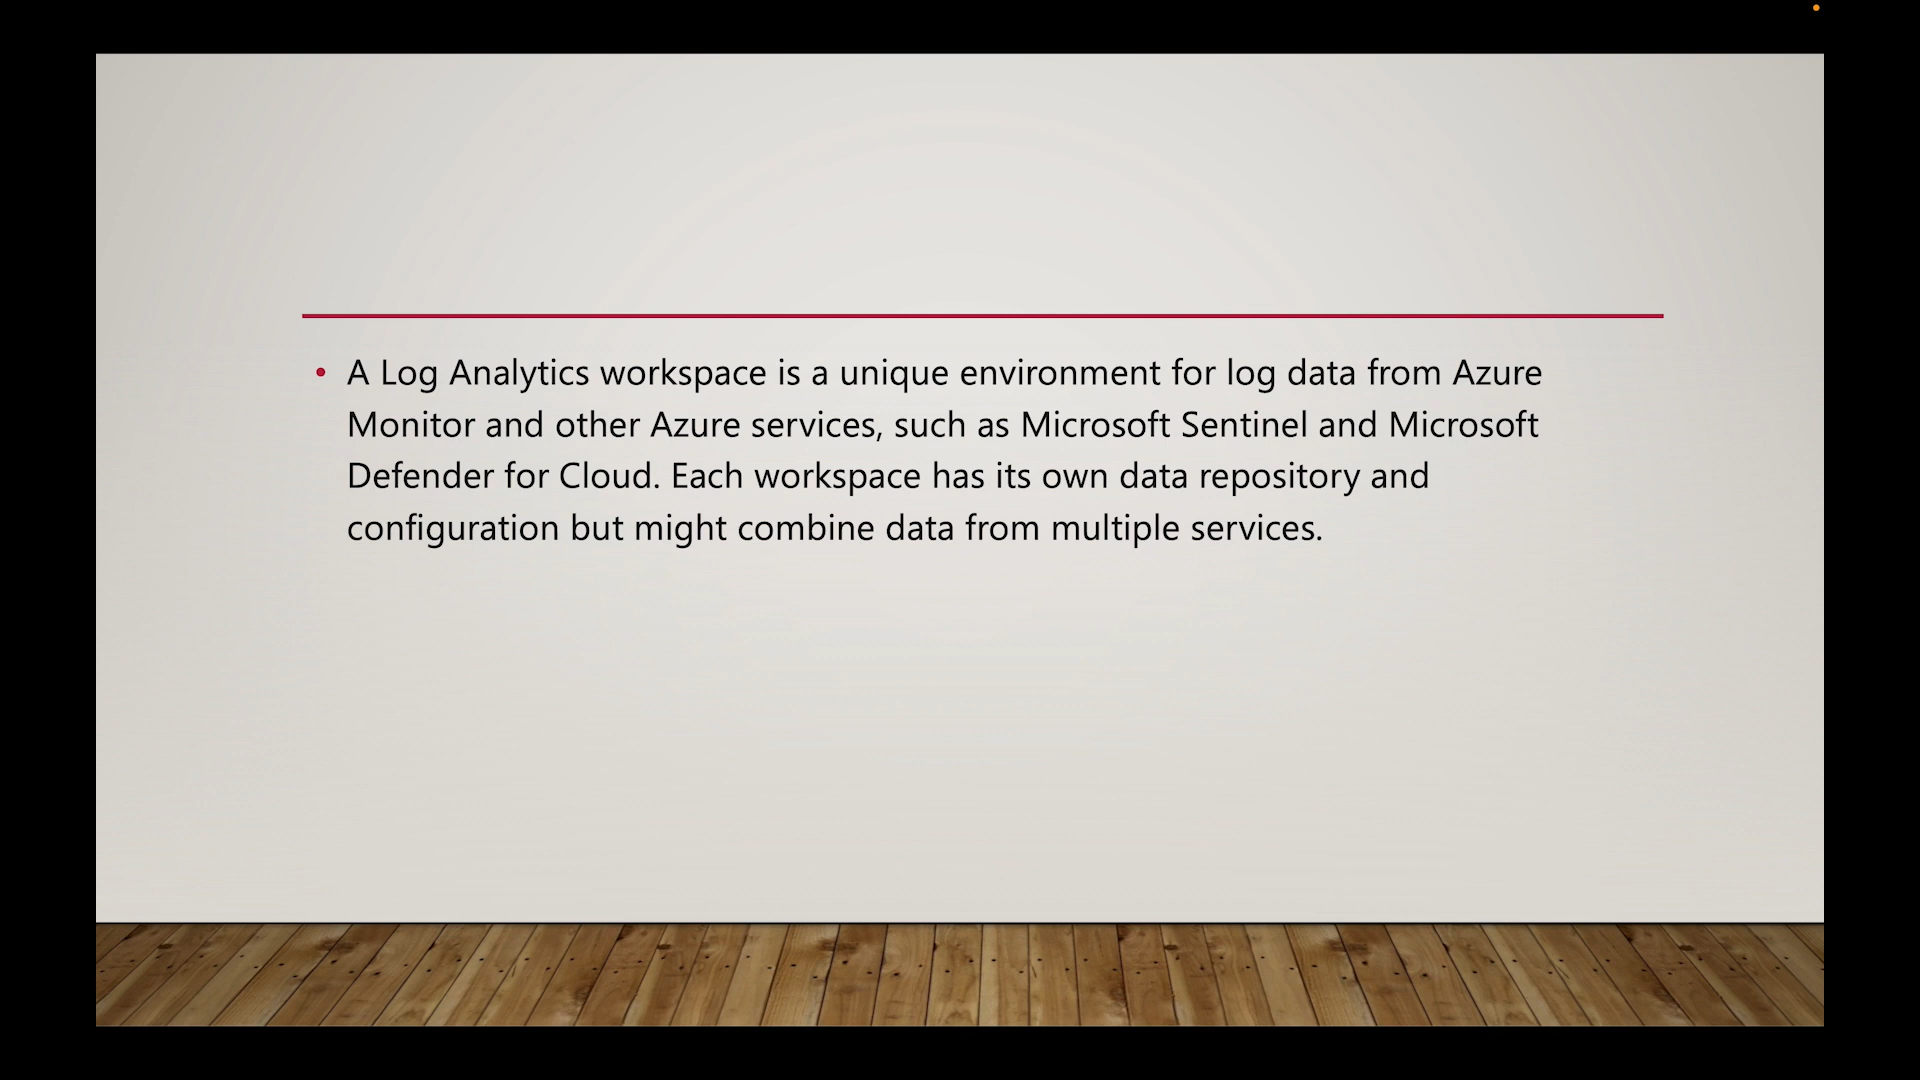 • A Log Analytics workspace is a unique environment for log data from Azure
Monitor and other Azure services, such as Microsoft Sentinel and Microsoft
Defender for Cloud. Each workspace has its own data repository and
configuration but might combine data from multiple services.